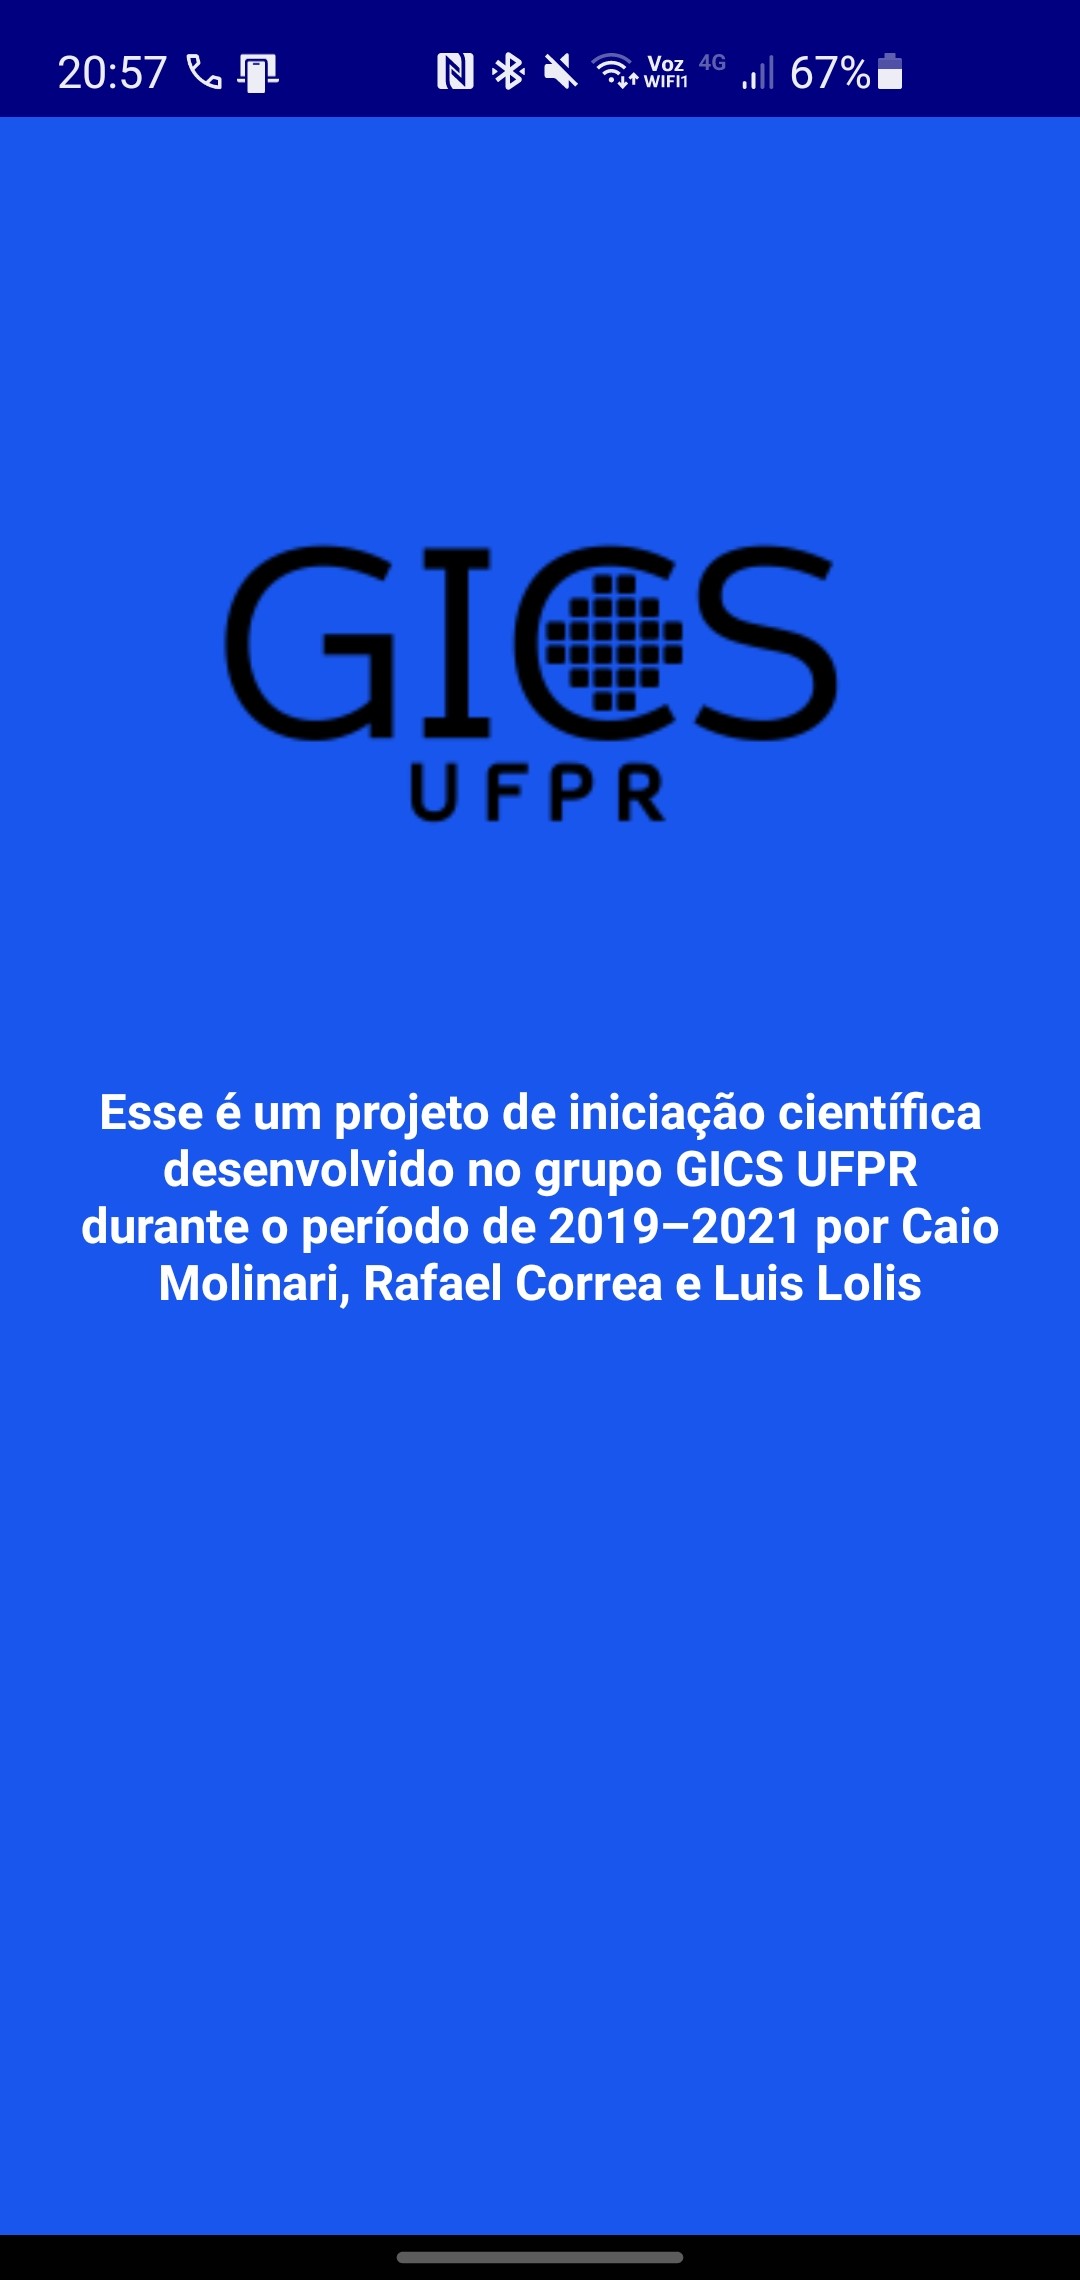 20:57 Voz WIFI1 4G 67%
GICS
UFPR
Esse é um projeto de iniciação científica
desenvolvido no grupo GICS UFPR
durante o período de 2019–2021 por Caio
Molinari, Rafael Correa e Luis Lolis